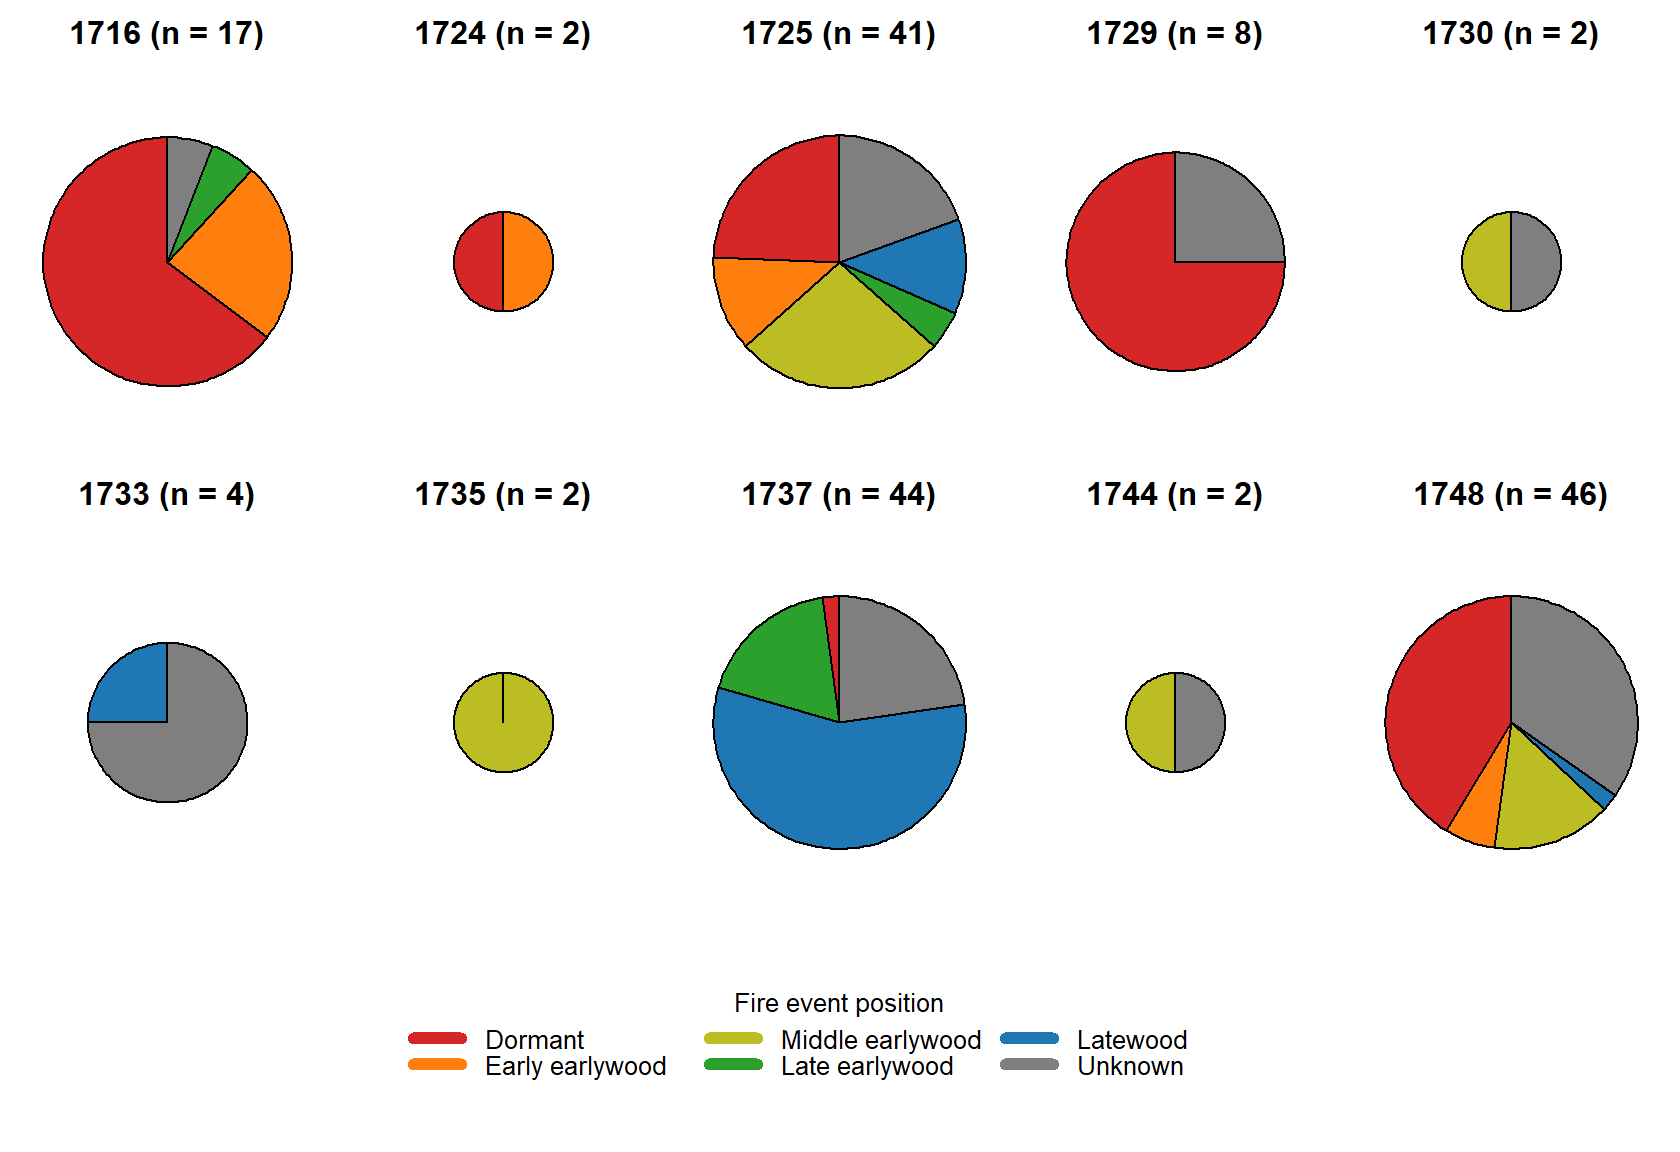 1716 (n = 17)
1724 (n = 2)
1725 (n = 41)
1729 (n = 8)
1730 (n = 2)
1733 (n = 4)
1735 (n = 2)
1737 (n = 44)
1744 (n = 2)
1748 (n = 46)
Fire event position
Dormant
Early earlywood
Middle earlywood
Late earlywood
Latewood
Unknown